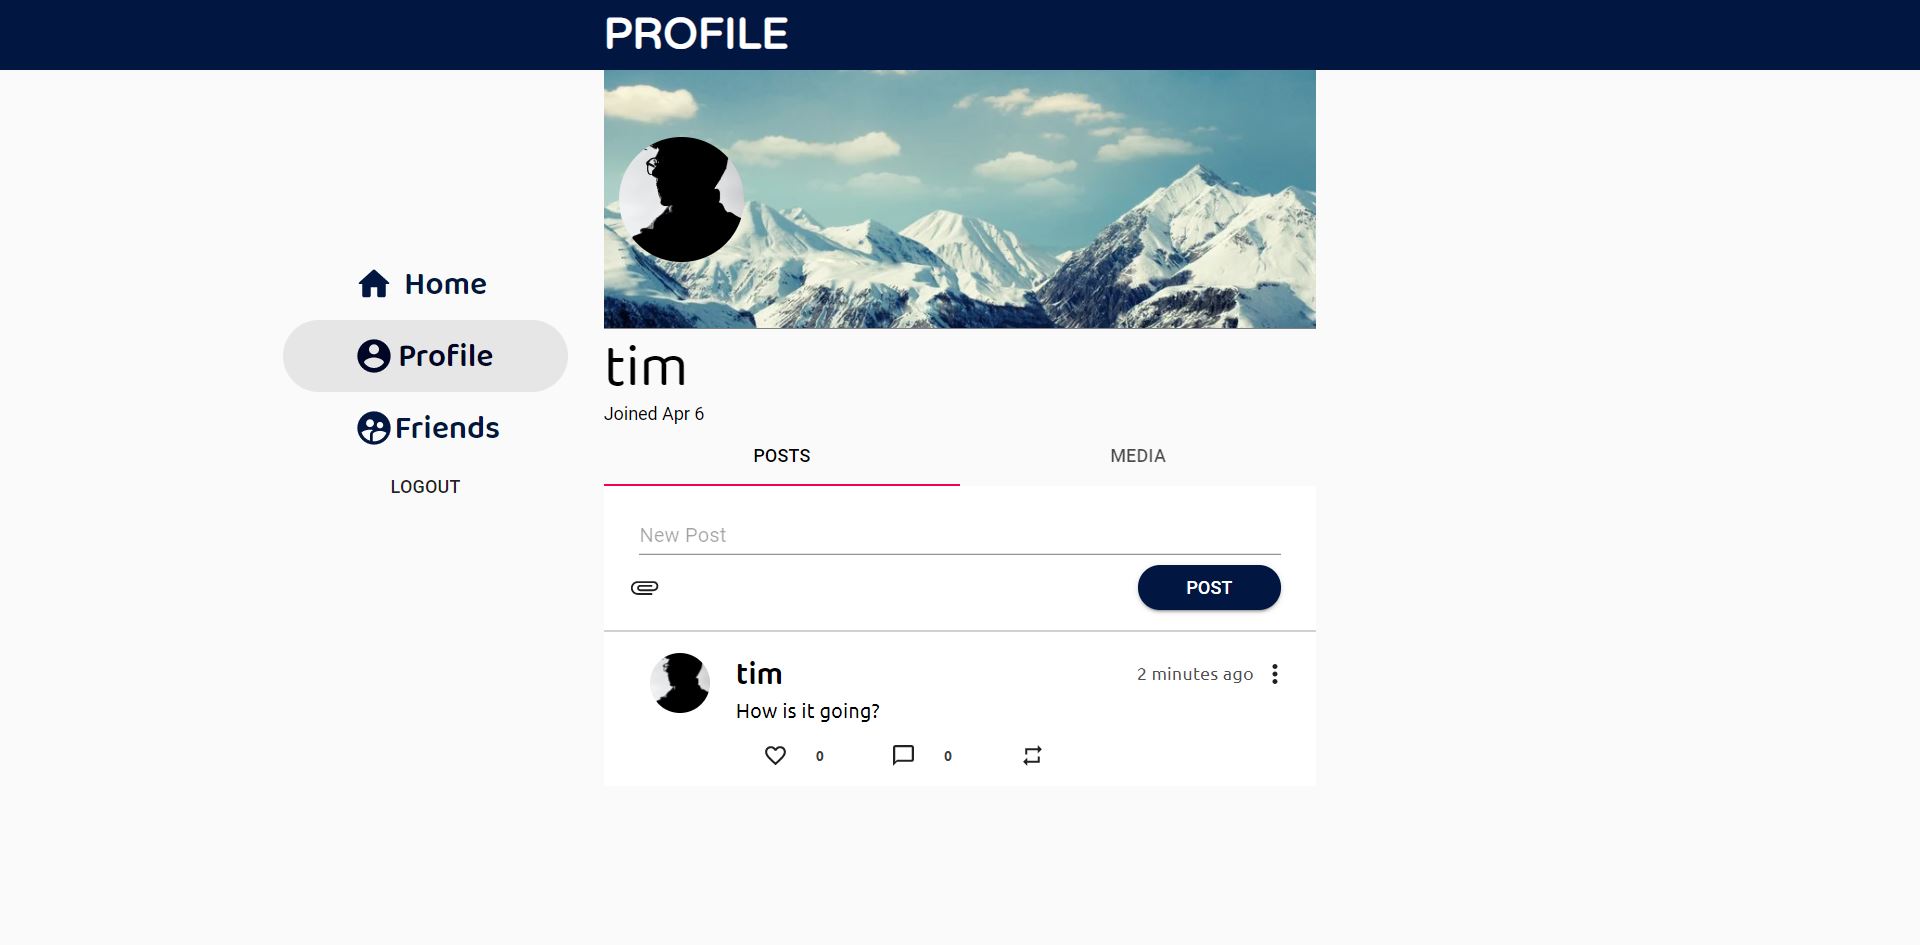 PROFILE
Home
Profile
Friends
LOGOUT
tim
Joined Apr 6
POSTS MEDIA
New Post
POST
tim 2 minutes ago
How is it going?
0 0